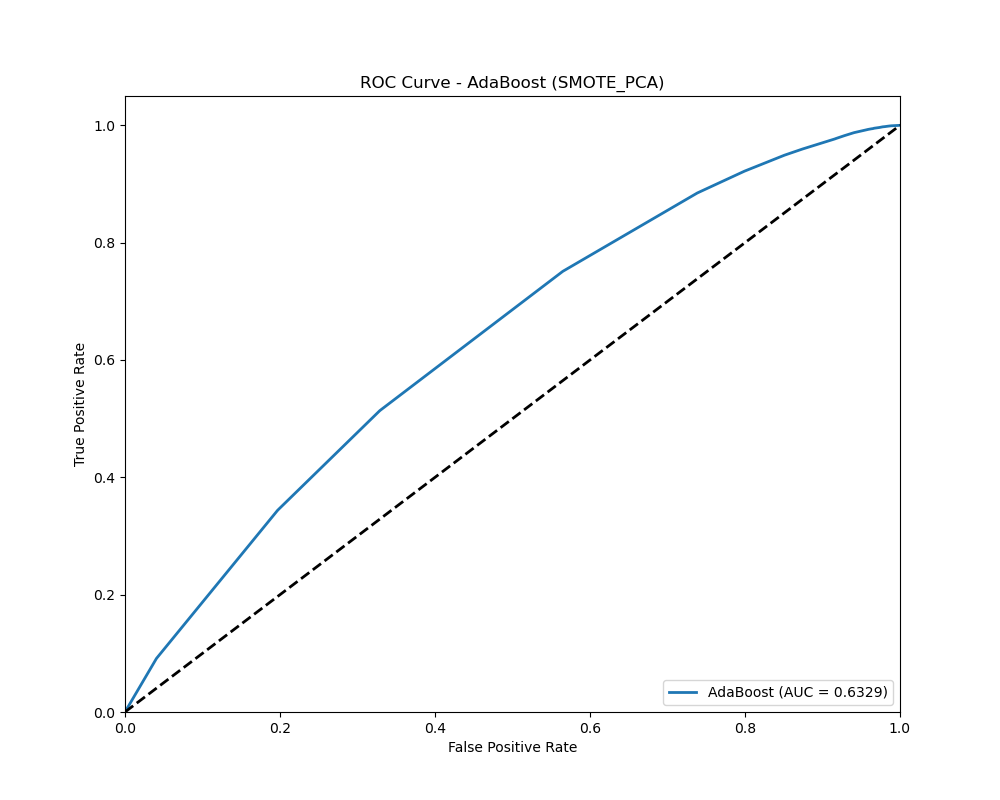 ROC Curve - AdaBoost (SMOTE_PCA)
1.0
0.8
0.6
0.4
0.2
0.0
True Positive Rate
AdaBoost (AUC = 0.6329)
0.0 0.2 0.4 0.6 0.8 1.0
False Positive Rate